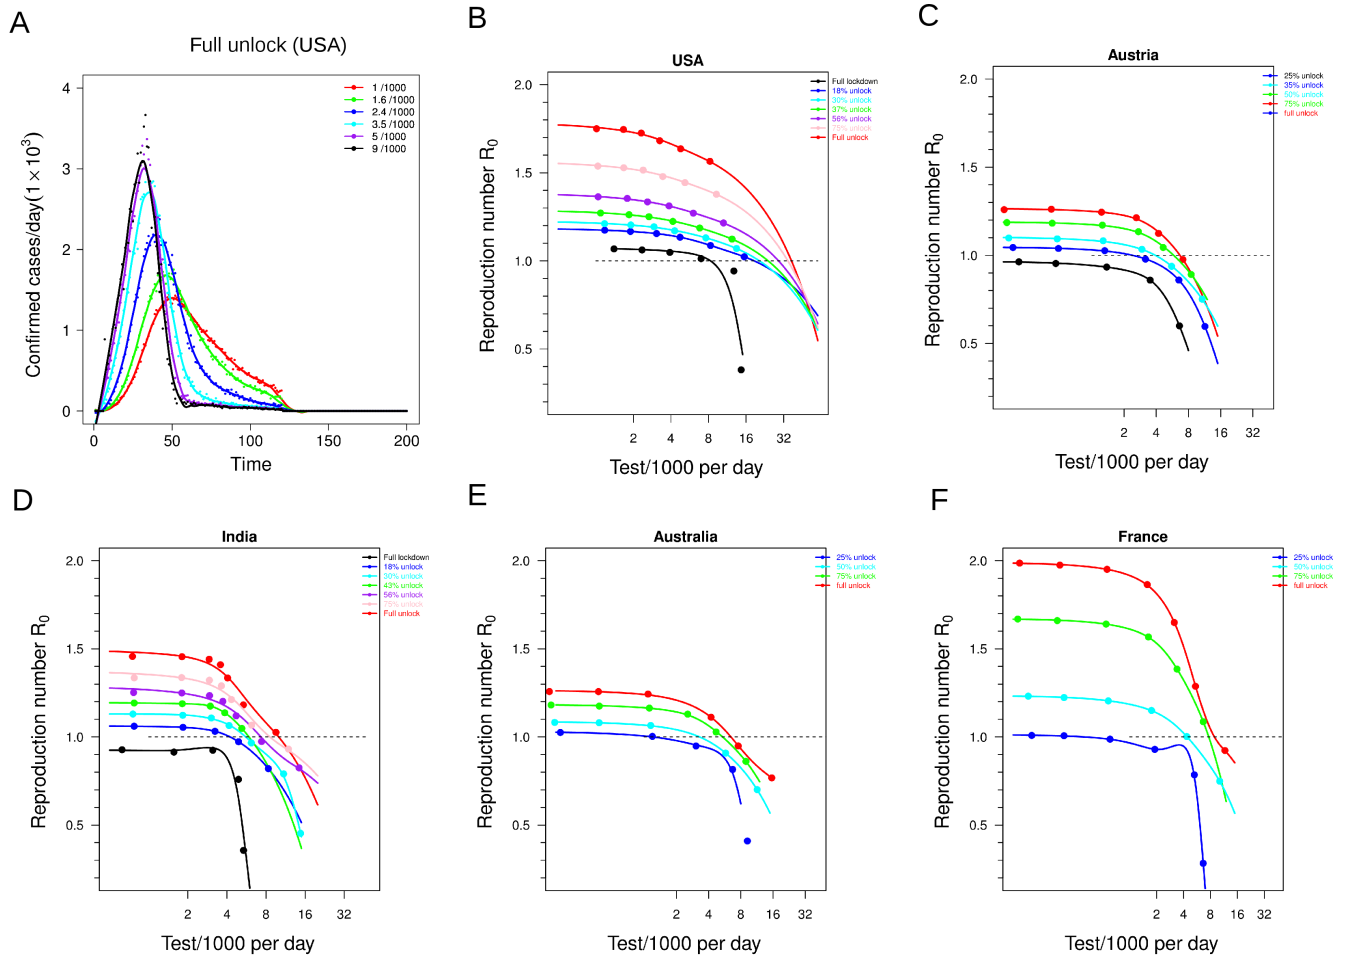 A
Full unlock (USA)
Confirmed cases/day(1 × 10³)
4
3
2
1
0
1 /1000
1.6 /1000
2.4 /1000
3.5 /1000
5 /1000
9 /1000
0
50
100
150
200
Time
B
USA
Reproduction number R₀
2.0
1.5
1.0
0.5
Full lockdown
18% unlock
30% unlock
37% unlock
56% unlock
75% unlock
Full unlock
2
4
8
16
32
Test/1000 per day
C
Austria
Reproduction number R₀
2.0
1.5
1.0
0.5
25% unlock
35% unlock
50% unlock
75% unlock
full unlock
2
4
8
16
32
Test/1000 per day
D
India
Reproduction number R₀
2.0
1.5
1.0
0.5
Full lockdown
18% unlock
30% unlock
43% unlock
56% unlock
75% unlock
Full unlock
2
4
8
16
32
Test/1000 per day
E
Australia
Reproduction number R₀
2.0
1.5
1.0
0.5
25% unlock
50% unlock
75% unlock
full unlock
2
4
8
16
32
Test/1000 per day
F
France
Reproduction number R₀
2.0
1.5
1.0
0.5
25% unlock
50% unlock
75% unlock
full unlock
2
4
8
16
32
Test/1000 per day